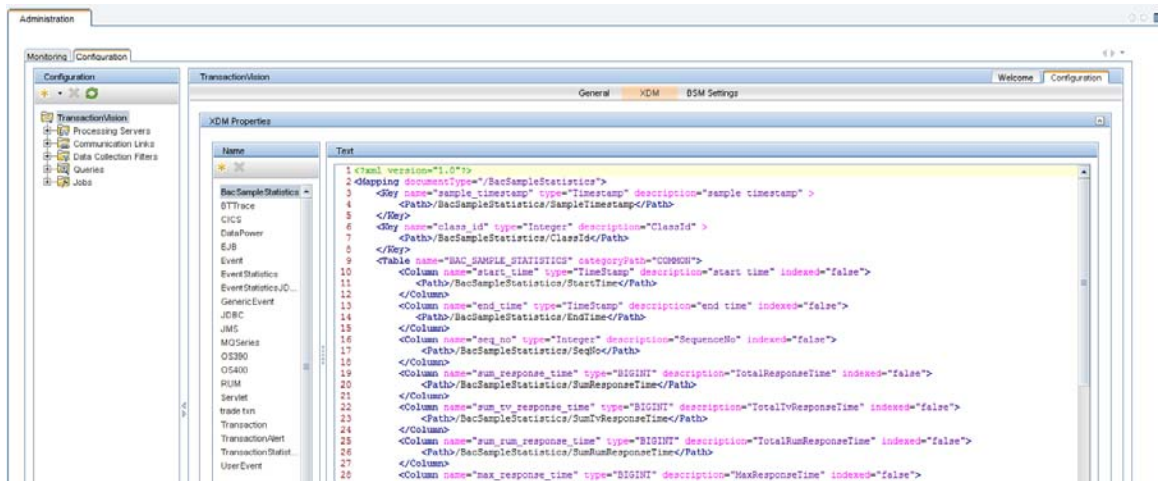 Administration
Monitoring Configuration
Configuration
TransactionVision
Processing Servers
Communication Links
Data Collection Filters
Queries
Jobs
TransactionVision Welcome Configuration
General XDM BSM Settings
XDM Properties
Name
BacSampleStatistics
BTTrace
CICS
DataPower
EJB
Event
EventStatistics
EventStatisticsJD...
GenericEvent
JDBC
JMS
MQSeries
OS390
OS400
RUM
Servlet
trade txn
Transaction
TransactionAlert
TransactionStatist...
UserEvent
Text
1 <?xml version="1.0"?>
2 <Mapping documentType="/BacSampleStatistics">
3 <Key name="sample_timestamp" type="Timestamp" description="sample timestamp" >
4 <Path>/BacSampleStatistics/SampleTimestamp</Path>
5 </Key>
6 <Key name="class_id" type="Integer" description="ClassId" >
7 <Path>/BacSampleStatistics/ClassId</Path>
8 </Key>
9 <Table name="BAC_SAMPLE_STATISTICS" categoryPath="COMMON">
10 <Column name="start_time" type="TimeStamp" description="start time" indexed="false">
11 <Path>/BacSampleStatistics/StartTime</Path>
12 </Column>
13 <Column name="end_time" type="TimeStamp" description="end time" indexed="false">
14 <Path>/BacSampleStatistics/EndTime</Path>
15 </Column>
16 <Column name="seq_no" type="Integer" description="SequenceNo" indexed="false">
17 <Path>/BacSampleStatistics/SeqNo</Path>
18 </Column>
19 <Column name="sum_response_time" type="BIGINT" description="TotalResponseTime" indexed="false">
20 <Path>/BacSampleStatistics/SumResponseTime</Path>
21 </Column>
22 <Column name="sum_tv_response_time" type="BIGINT" description="TotalTvResponseTime" indexed="false">
23 <Path>/BacSampleStatistics/SumTvResponseTime</Path>
24 </Column>
25 <Column name="sum_rum_response_time" type="BIGINT" description="TotalRumResponseTime" indexed="false">
26 <Path>/BacSampleStatistics/SumRumResponseTime</Path>
27 </Column>
28 <Column name="max_response_time" type="BIGINT" description="MaxResponseTime" indexed="false">